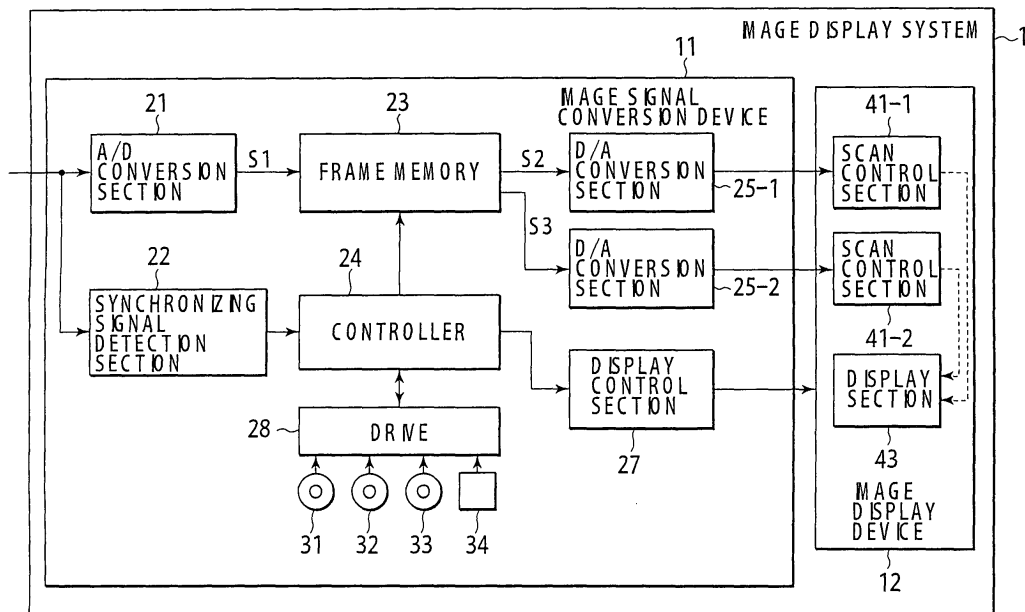 IMAGE DISPLAY SYSTEM
1
11
IMAGE SIGNAL
CONVERSION DEVICE
21
A/D
CONVERSION
SECTION
S1
23
FRAME MEMORY
S2
S3
D/A
CONVERSION
SECTION
25-1
D/A
CONVERSION
SECTION
25-2
41-1
SCAN
CONTROL
SECTION
SCAN
CONTROL
SECTION
41-2
22
SYNCHRONIZING
SIGNAL
DETECTION
SECTION
24
CONTROLLER
DISPLAY
CONTROL
SECTION
27
DISPLAY
SECTION
43
28
DRIVE
31
32
33
34
IMAGE
DISPLAY
DEVICE
12